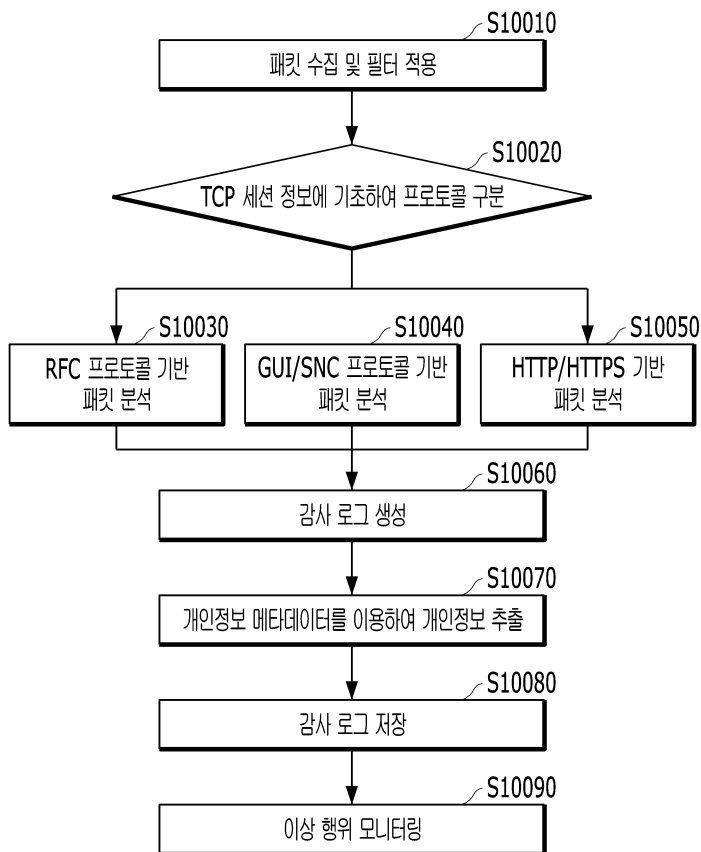 S10010
패킷 수집 및 필터 적용
S10020
TCP 세션 정보에 기초하여 프로토콜 구분
S10030
RFC 프로토콜 기반
패킷 분석
S10040
GUI/SNC 프로토콜 기반
패킷 분석
S10050
HTTP/HTTPS 기반
패킷 분석
S10060
감사 로그 생성
S10070
개인정보 메타데이터를 이용하여 개인정보 추출
S10080
감사 로그 저장
S10090
이상 행위 모니터링